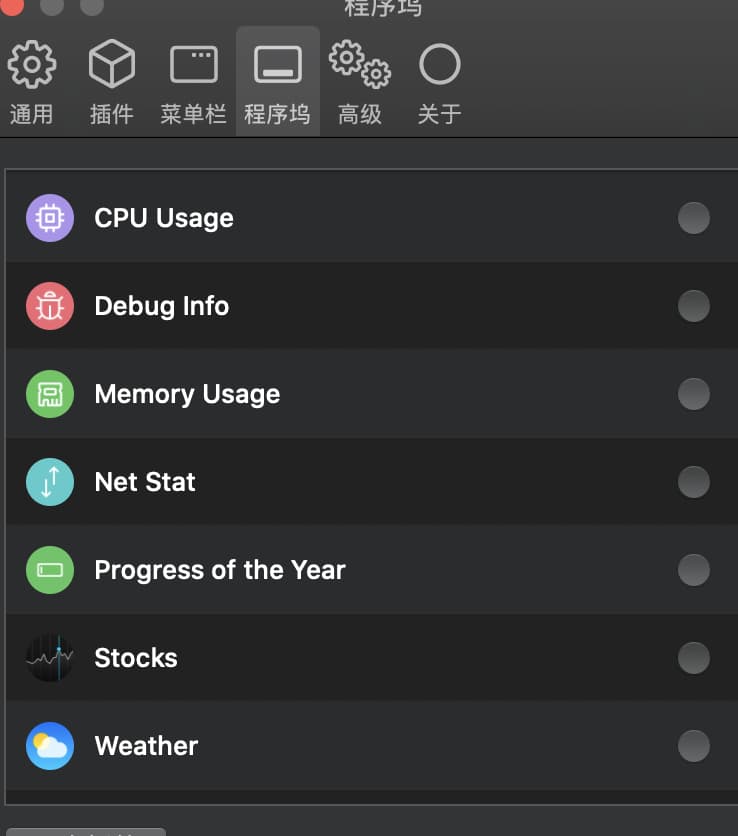 程序坞
通用 插件 菜单栏 程序坞 高级 关于
CPU Usage
Debug Info
Memory Usage
Net Stat
Progress of the Year
Stocks
Weather